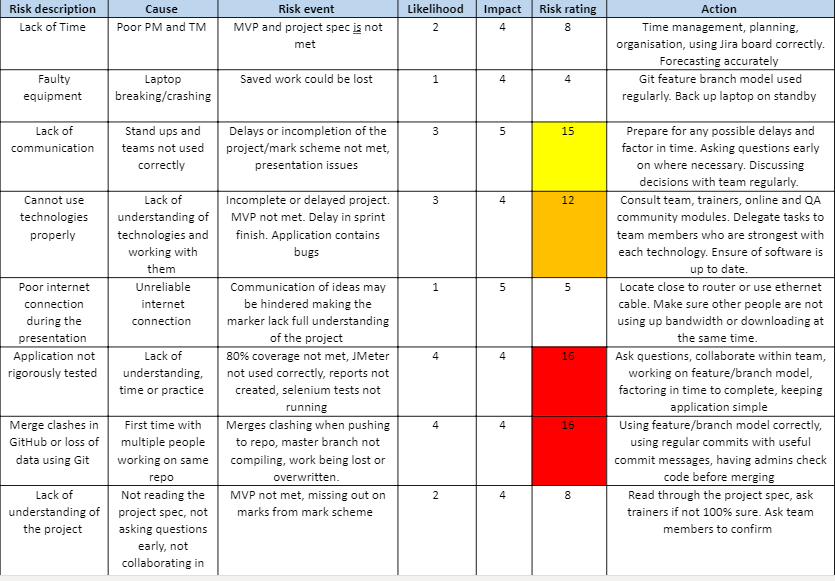 Risk description Cause Risk event Likelihood Impact Risk rating Action
Lack of Time Poor PM and TM MVP and project spec is not 2 4 8 Time management, planning,
met organisation, using Jira board correctly.
Forecasting accurately
Faulty Laptop Saved work could be lost 1 4 4 Git feature branch model used
equipment breaking/crashing regularly. Back up laptop on standby
Lack of Stand ups and Delays or incompletion of the 3 5 15 Prepare for any possible delays and
communication teams not used project/mark scheme not met, factor in time. Asking questions early
correctly presentation issues on where necessary. Discussing
decisions with team regularly.
Cannot use Lack of Incomplete or delayed project. 3 4 12 Consult team, trainers, online and QA
technologies understanding of MVP not met. Delay in sprint community modules. Delegate tasks to
properly technologies and finish. Application contains team members who are strongest with
working with bugs each technology. Ensure of software is
them up to date.
Poor internet Unreliable Communication of ideas may 1 5 5 Locate close to router or use ethernet
connection internet be hindered making the cable. Make sure other people are not
during the connection marker lack full understanding using up bandwidth or downloading at
presentation of the project the same time.
Application not Lack of 80% coverage not met, JMeter 4 4 16 Ask questions, collaborate within team,
rigorously tested understanding, not used correctly, reports not working on feature/branch model,
time or practice created, selenium tests not factoring in time to complete, keeping
running application simple
Merge clashes in First time with Merges clashing when pushing 4 4 16 Using feature/branch model correctly,
GitHub or loss of multiple people to repo, master branch not using regular commits with useful
data using Git working on same compiling, work being lost or commit messages, having admins check
repo overwritten. code before merging
Lack of Not reading the MVP not met, missing out on 2 4 8 Read through the project spec, ask
understanding of project spec, not marks from mark scheme trainers if not 100% sure. Ask team
the project asking questions members to confirm
early, not
collaborating in